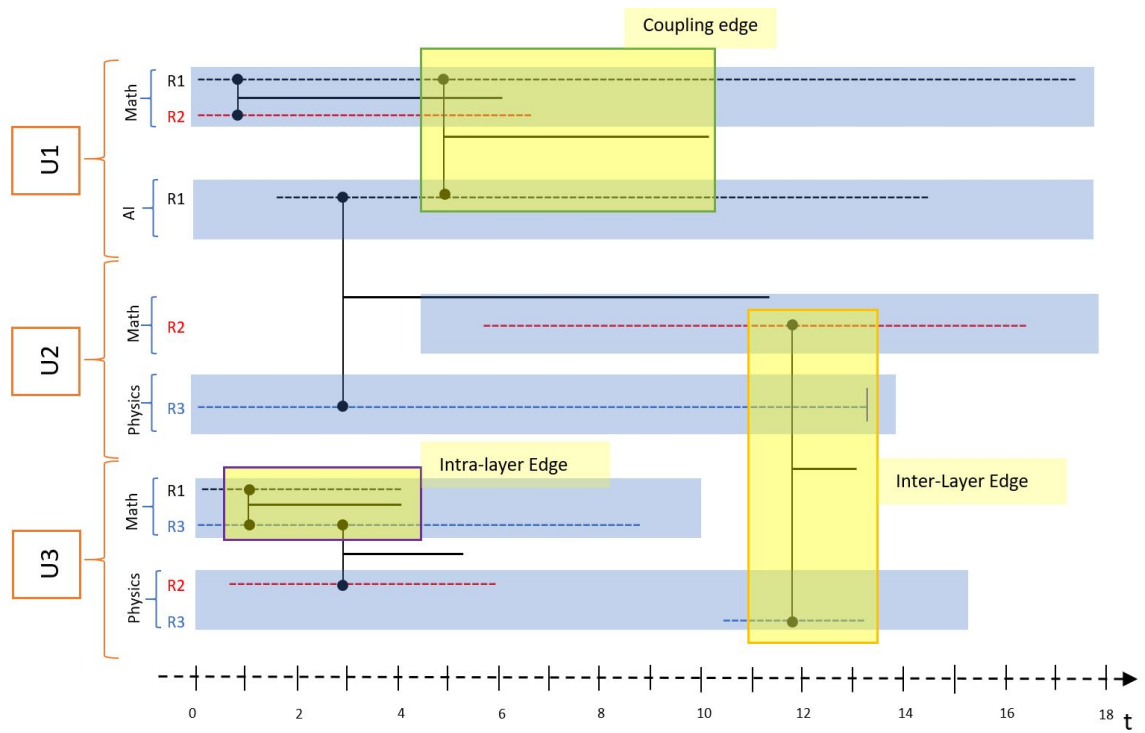 Coupling edge
U1
Math
R1
R2
AI
R1
U2
Math
R2
Physics
R3
Intra-layer Edge
Inter-Layer Edge
U3
Math
R1
R3
Physics
R2
R3
0 2 4 6 8 10 12 14 16 18 t